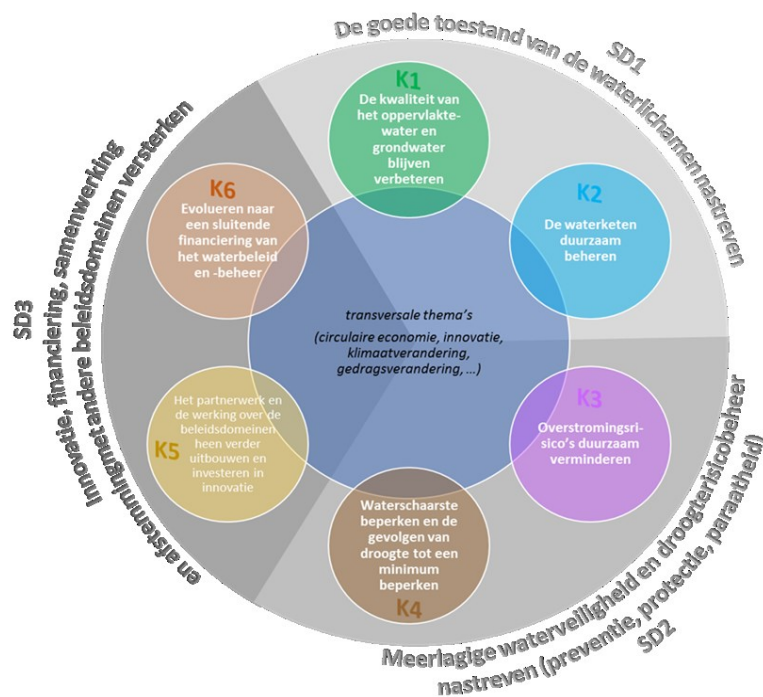 De goede toestand van de waterlichamen nastreven
SD1
K1
De kwaliteit van
het oppervlakte-
water en
grondwater
blijven
verbeteren
K2
De waterketen
duurzaam
beheren
K3
Overstromingsri-
sico's duurzaam
verminderen
Meerlagige waterveiligheid en droogterisicobeheer
nastreven (preventie, protectie, paraatheid)
SD2
Waterschaarste
beperken en de
gevolgen van
droogte tot een
minimum
beperken
K4
Het partnerwerk en
de werking over de
beleidsdomeinen
heen verder
uitbouwen en
investeren in
innovatie
K5
K6
Evolueren naar
een sluitende
financiering van
het waterbeleid
en -beheer
SD3
Innovatie, financiering, samenwerking
en afstemmingmet andere beleidsdomeinen versterken
transversale thema's
(circulaire economie, innovatie,
klimaatverandering,
gedragsverandering, ...)